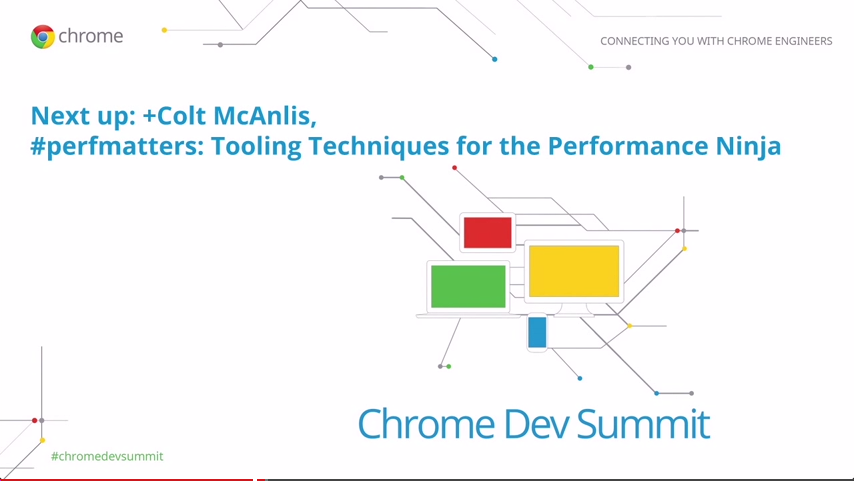 chrome
CONNECTING YOU WITH CHROME ENGINEERS
Next up: +Colt McAnlis,
#perfmatters: Tooling Techniques for the Performance Ninja
Chrome Dev Summit
#chromedevsummit